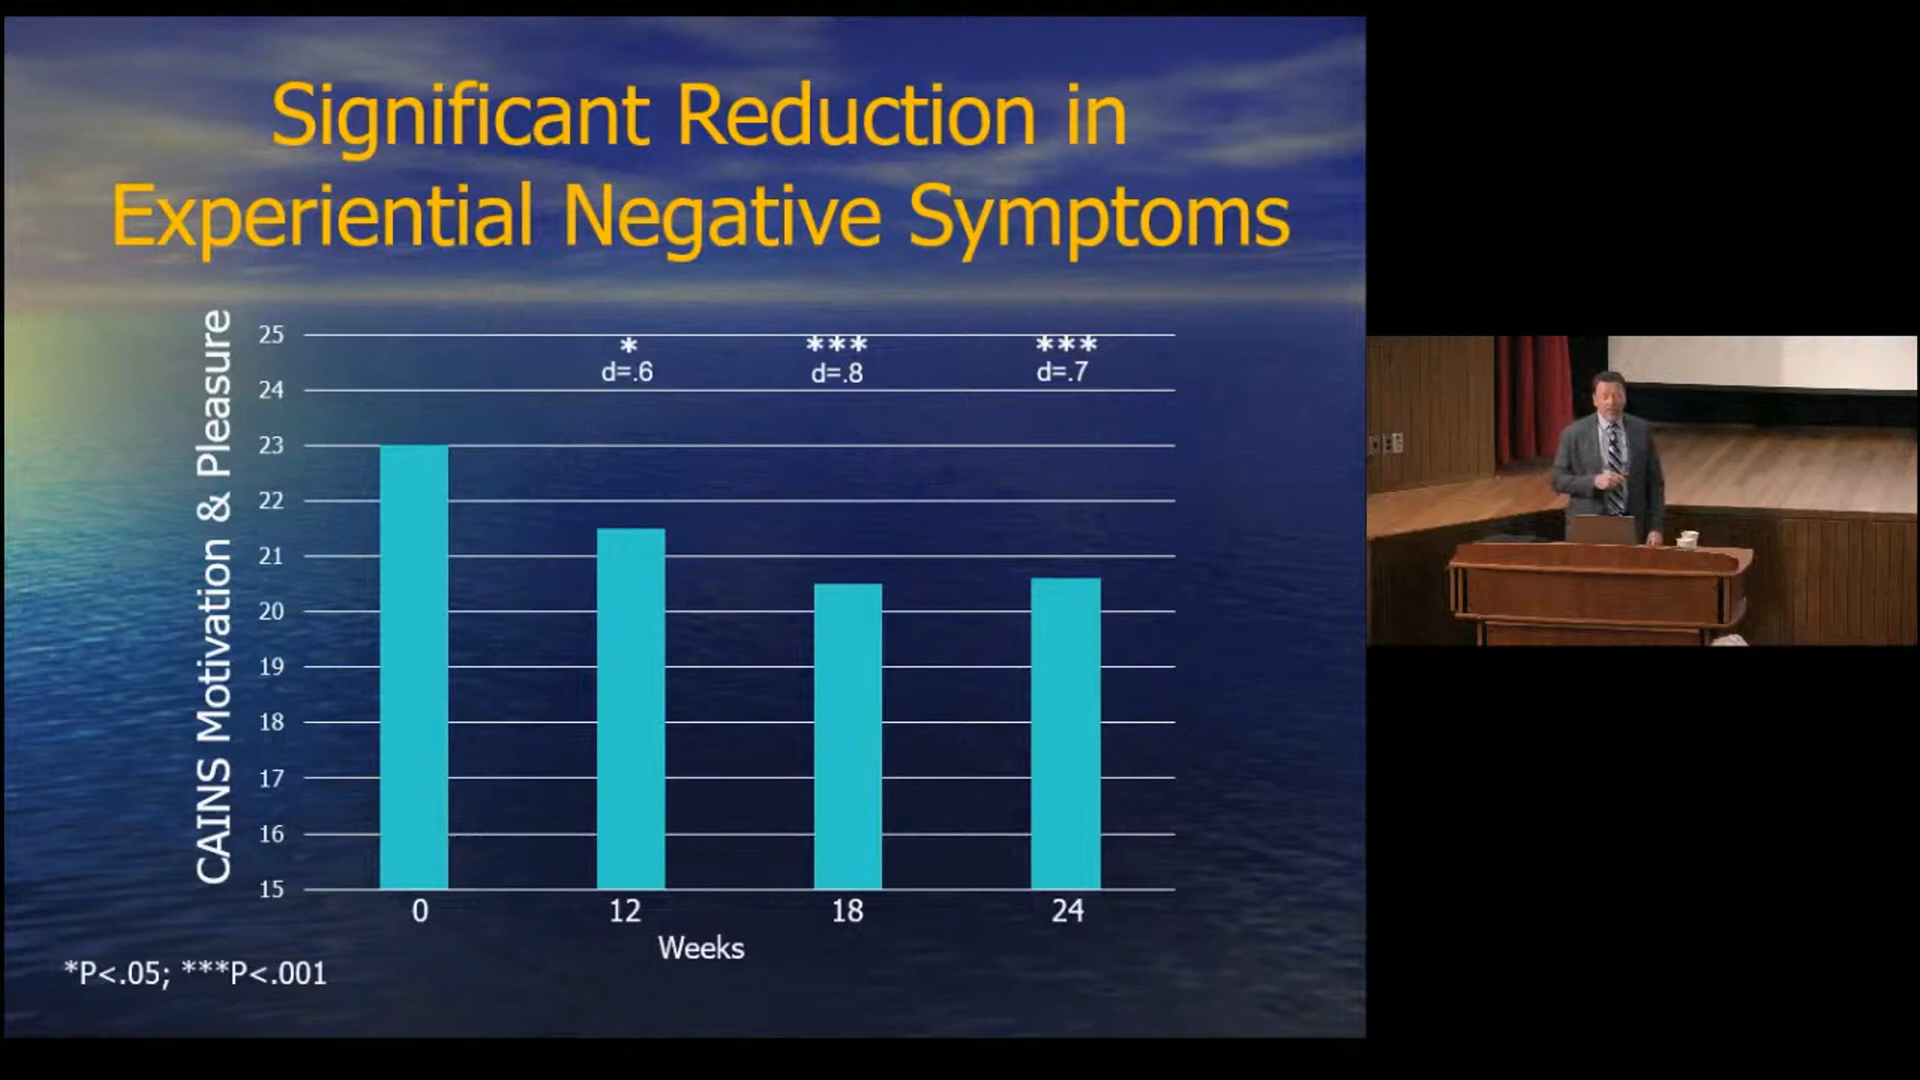 Significant Reduction in
Experiential Negative Symptoms
CAINS Motivation & Pleasure
25
24
23
22
21
20
19
18
17
16
15
* *** ***
d=.6 d=.8 d=.7
0 12 18 24
Weeks
*P<.05; ***P<.001